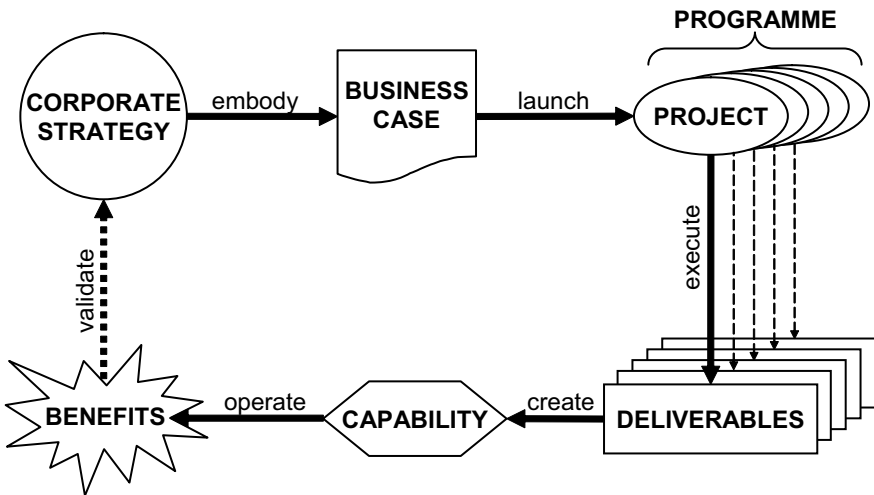 PROGRAMME
CORPORATE
STRATEGY
embody
BUSINESS
CASE
launch
PROJECT
validate
execute
BENEFITS
operate
CAPABILITY
create
DELIVERABLES